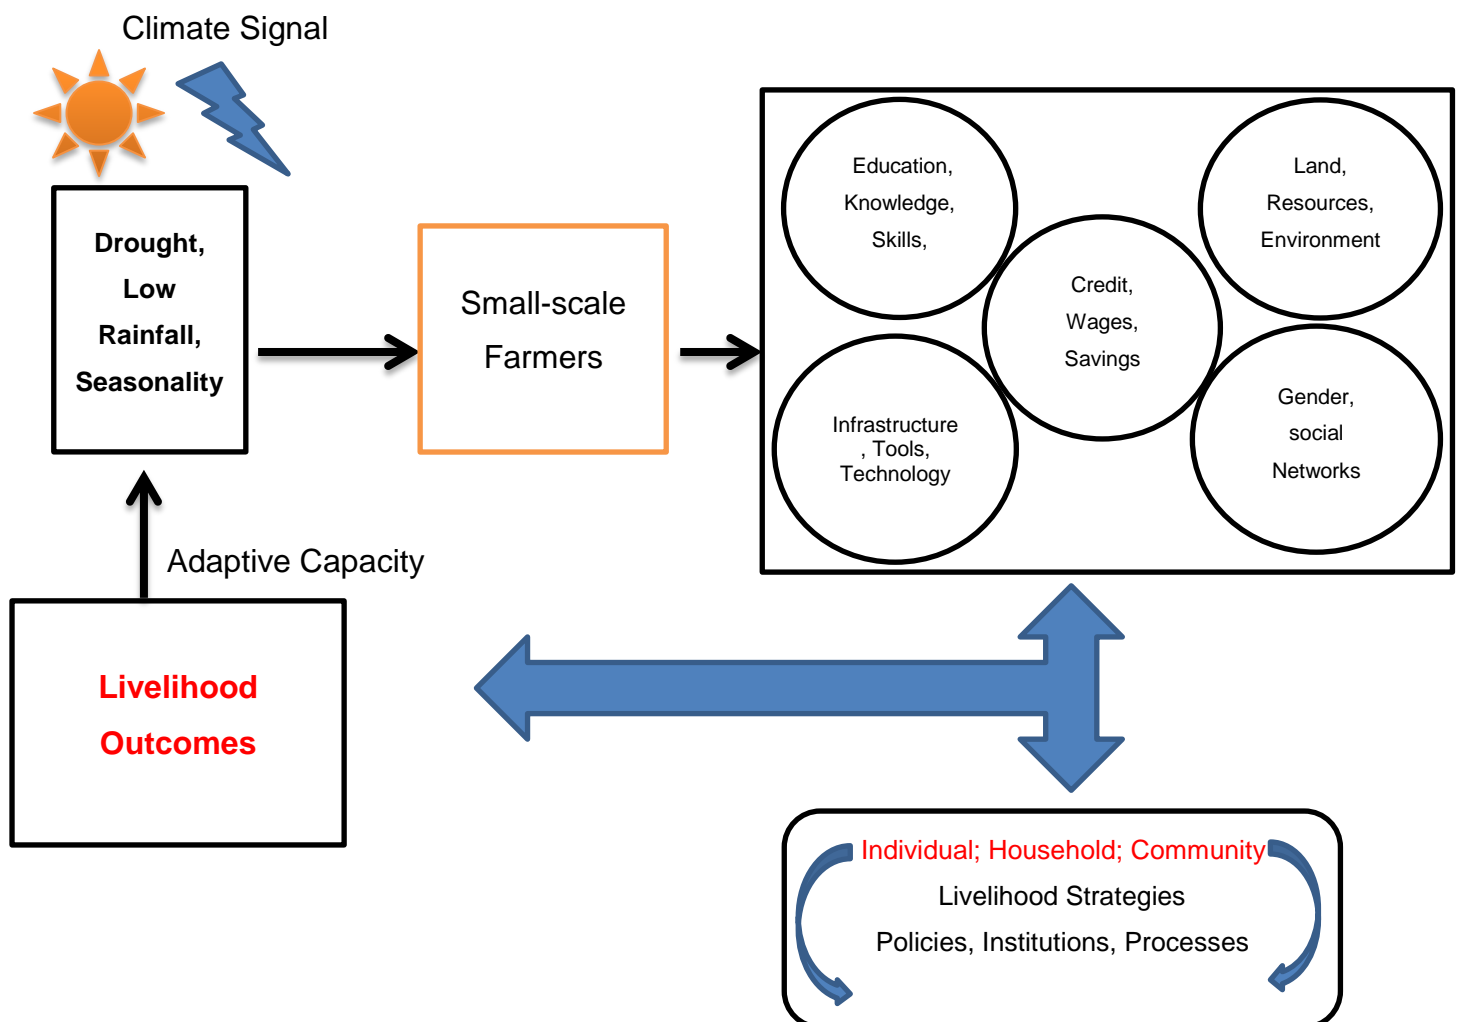 Climate Signal
Drought,
Low
Rainfall,
Seasonality
Small-scale
Farmers
Education,
Knowledge,
Skills,
Land,
Resources,
Environment
Credit,
Wages,
Savings
Infrastructure
, Tools,
Technology
Gender,
social
Networks
Adaptive Capacity
Livelihood
Outcomes
Individual; Household; Community
Livelihood Strategies
Policies, Institutions, Processes